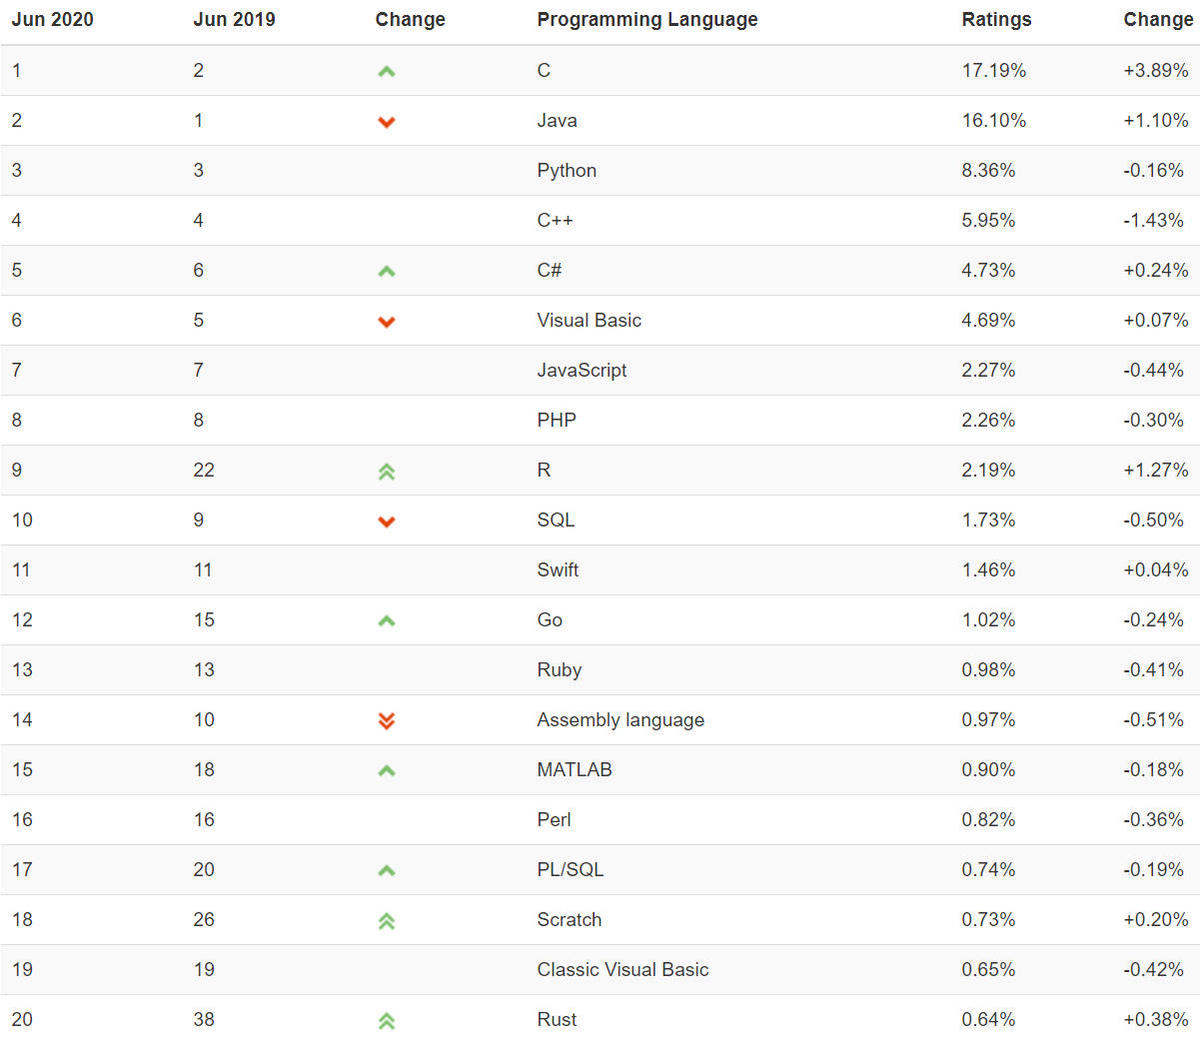 Jun 2020 Jun 2019 Change Programming Language Ratings Change
1 2 C 17.19% +3.89%
2 1 Java 16.10% +1.10%
3 3 Python 8.36% -0.16%
4 4 C++ 5.95% -1.43%
5 6 C# 4.73% +0.24%
6 5 Visual Basic 4.69% +0.07%
7 7 JavaScript 2.27% -0.44%
8 8 PHP 2.26% -0.30%
9 22 R 2.19% +1.27%
10 9 SQL 1.73% -0.50%
11 11 Swift 1.46% +0.04%
12 15 Go 1.02% -0.24%
13 13 Ruby 0.98% -0.41%
14 10 Assembly language 0.97% -0.51%
15 18 MATLAB 0.90% -0.18%
16 16 Perl 0.82% -0.36%
17 20 PL/SQL 0.74% -0.19%
18 26 Scratch 0.73% +0.20%
19 19 Classic Visual Basic 0.65% -0.42%
20 38 Rust 0.64% +0.38%